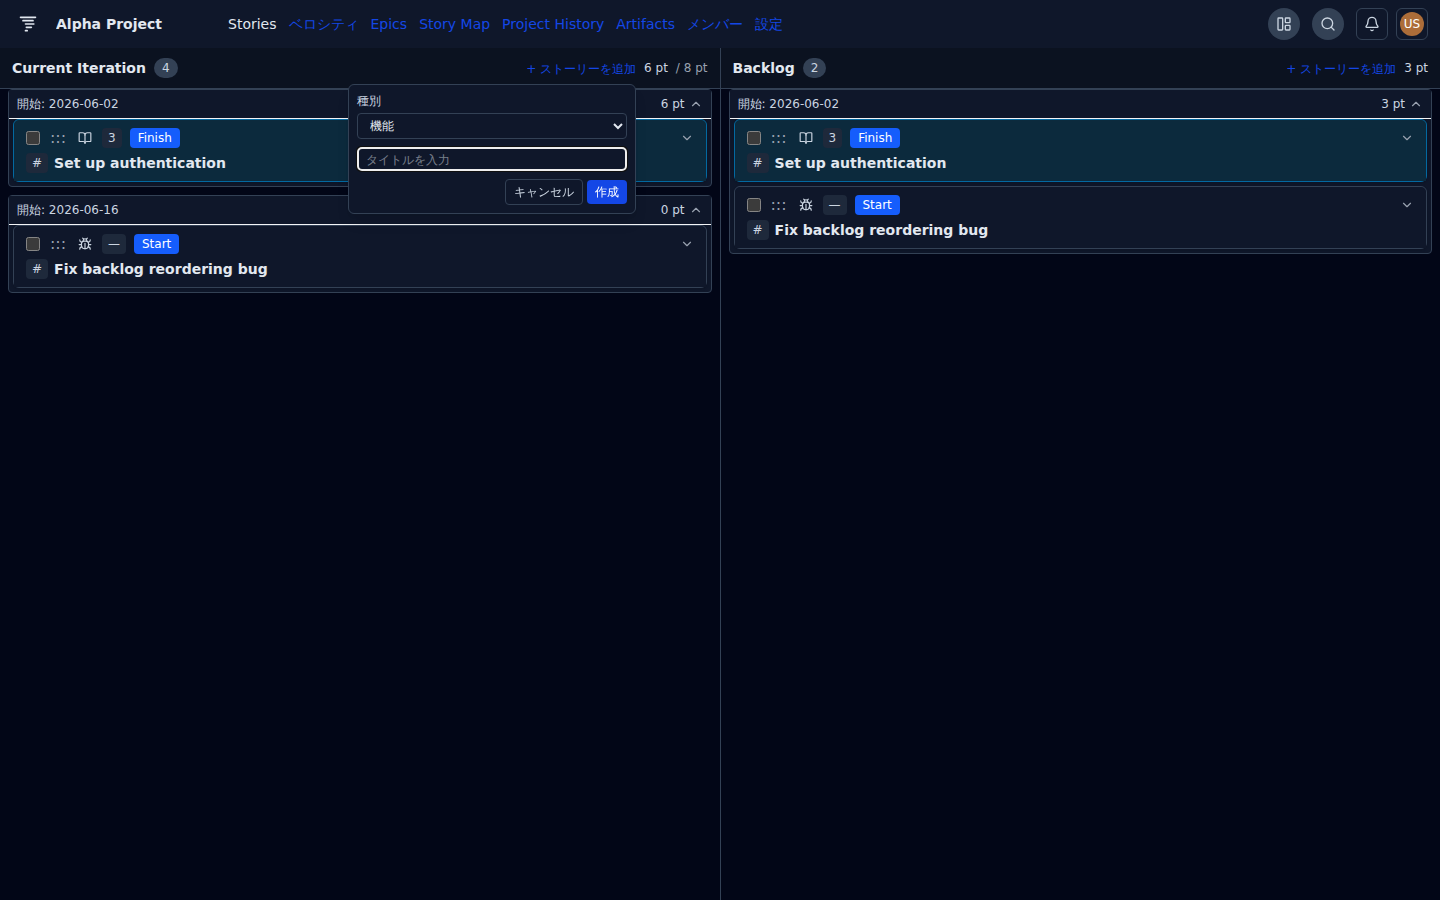 Alpha Project
Stories ベロシティ Epics Story Map Project History Artifacts メンバー 設定
US
Current Iteration 4
+ ストーリーを追加 6 pt / 8 pt
開始: 2026-06-02
6 pt
種別
機能
タイトルを入力
キャンセル 作成
3 Finish
# Set up authentication
開始: 2026-06-16
0 pt
— Start
# Fix backlog reordering bug
Backlog 2
+ ストーリーを追加 3 pt
開始: 2026-06-02
3 pt
3 Finish
# Set up authentication
— Start
# Fix backlog reordering bug